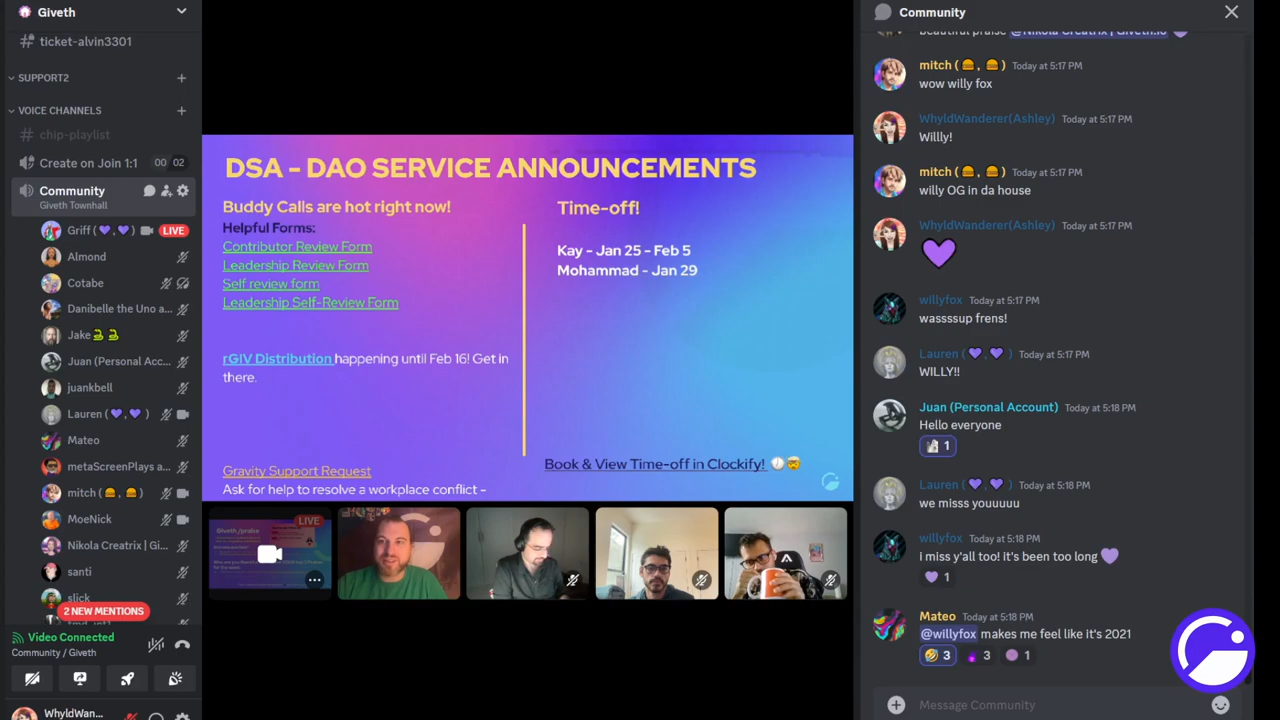 Giveth
ticket-alvin3301
SUPPORT2
VOICE CHANNELS
chip-playlist
Create on Join 1:1 00 02
Community
Giveth Townhall
Griff (💜,💜) LIVE
Almond
Cotabe
Danibelle the Uno a...
Jake🐍🐍
Juan (Personal Acc...
juankbell
Lauren (💜,💜)
Mateo
metaScreenPlays a...
mitch (🍔, 🍔)
MoeNick
Nikola Creatrix | Gi...
santi
slick
2 NEW MENTIONS
Video Connected
Community / Giveth
WhyldWan...
DSA - DAO SERVICE ANNOUNCEMENTS
Buddy Calls are hot right now!
Helpful Forms:
Contributor Review Form
Leadership Review Form
Self review form
Leadership Self-Review Form
rGIV Distribution happening until Feb 16! Get in
there.
Gravity Support Request
Ask for help to resolve a workplace conflict -
Time-off!
Kay - Jan 25 - Feb 5
Mohammad - Jan 29
Book & View Time-off in Clockify! 🕐🤯
LIVE
Giveth /praise
Community
beautiful praise @Nikola Creatrix | Giveth.io 💜
mitch (🍔, 🍔) Today at 5:17 PM
wow willy fox
WhyldWanderer(Ashley) Today at 5:17 PM
Willly!
mitch (🍔, 🍔) Today at 5:17 PM
willy OG in da house
WhyldWanderer(Ashley) Today at 5:17 PM
💜
willyfox Today at 5:17 PM
wassssup frens!
Lauren (💜,💜) Today at 5:17 PM
WILLY!!
Juan (Personal Account) Today at 5:18 PM
Hello everyone
1
Lauren (💜,💜) Today at 5:18 PM
we misss youuuuu
willyfox Today at 5:18 PM
i miss y'all too! it's been too long 💜
💜 1
Mateo Today at 5:18 PM
@willyfox makes me feel like it's 2021
🤣 3 3 1
Message Community